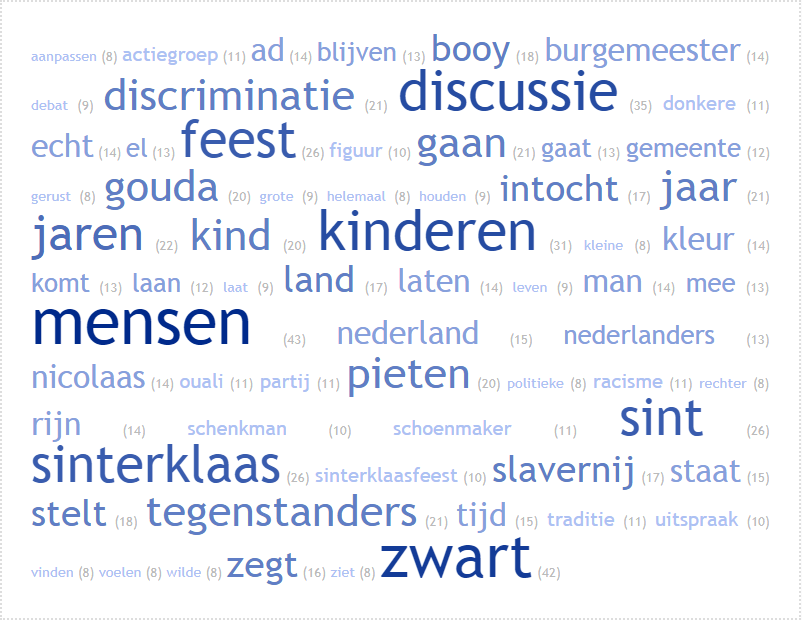 aanpassen (8) actiegroep (11) ad (14) blijven (13) booy (18) burgemeester (14)
debat (9) discriminatie (21) discussie (35) donkere (11)
echt (14) el (13) feest (26) figuur (10) gaan (21) gaat (13) gemeente (12)
gerust (8) gouda (20) grote (9) helemaal (8) houden (9) intocht (17) jaar (21)
jaren (22) kind (20) kinderen (31) kleine (8) kleur (14)
komt (13) laan (12) laat (9) land (17) laten (14) leven (9) man (14) mee (13)
mensen (43) nederland (15) nederlanders (13)
nicolaas (14) ouali (11) partij (11) pieten (20) politieke (8) racisme (11) rechter (8)
rijn (14) schenkman (10) schoenmaker (11) sint (26)
sinterklaas (26) sinterklaasfeest (10) slavernij (17) staat (15)
stelt (18) tegenstanders (21) tijd (15) traditie (11) uitspraak (10)
vinden (8) voelen (8) wilde (8) zegt (16) ziet (8) zwart (42)